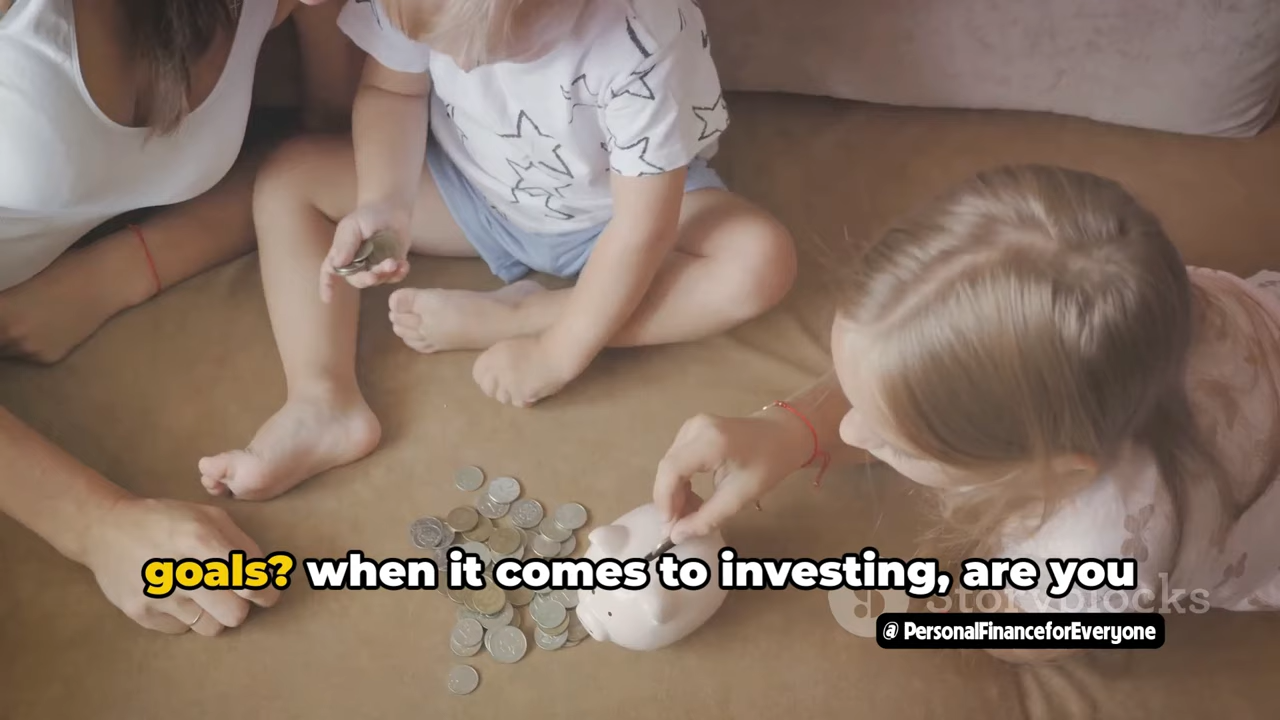 goals? when it comes to investing, are you
Storyblocks
@ PersonalFinanceforEveryone